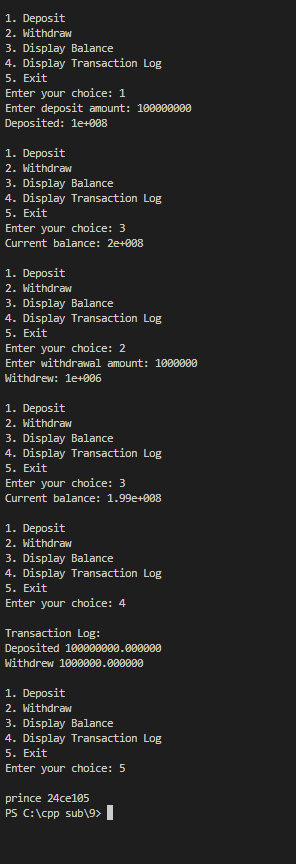 1. Deposit
2. Withdraw
3. Display Balance
4. Display Transaction Log
5. Exit
Enter your choice: 1
Enter deposit amount: 100000000
Deposited: 1e+008

1. Deposit
2. Withdraw
3. Display Balance
4. Display Transaction Log
5. Exit
Enter your choice: 3
Current balance: 2e+008

1. Deposit
2. Withdraw
3. Display Balance
4. Display Transaction Log
5. Exit
Enter your choice: 2
Enter withdrawal amount: 1000000
Withdrew: 1e+006

1. Deposit
2. Withdraw
3. Display Balance
4. Display Transaction Log
5. Exit
Enter your choice: 3
Current balance: 1.99e+008

1. Deposit
2. Withdraw
3. Display Balance
4. Display Transaction Log
5. Exit
Enter your choice: 4

Transaction Log:
Deposited 100000000.000000
Withdrew 1000000.000000

1. Deposit
2. Withdraw
3. Display Balance
4. Display Transaction Log
5. Exit
Enter your choice: 5

prince 24ce105
PS C:\cpp sub\9>